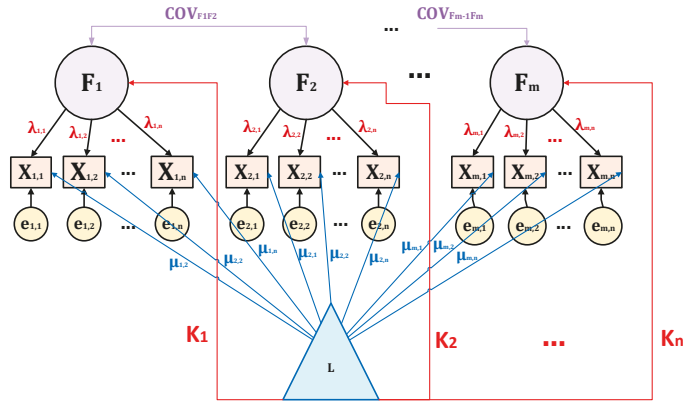 COVF1F2
... COVFm-1Fm
F1 F2 ... Fm
λ1,1 λ1,2 ... λ1,n λ2,1 λ2,2 ... λ2,n λm,1 λm,2 ... λm,n
X1,1 X1,2 ... X1,n X2,1 X2,2 ... X2,n Xm,1 Xm,2 ... Xm,n
e1,1 e1,2 ... e1,n e2,1 e2,2 ... e2,n em,1 em,2 ... em,n
μ1,2 μ2,2 μ1,n μ2,1 μ2,2 μ2,n μm,1 μm,2 μm,n
K1 K2 ... Kn
L